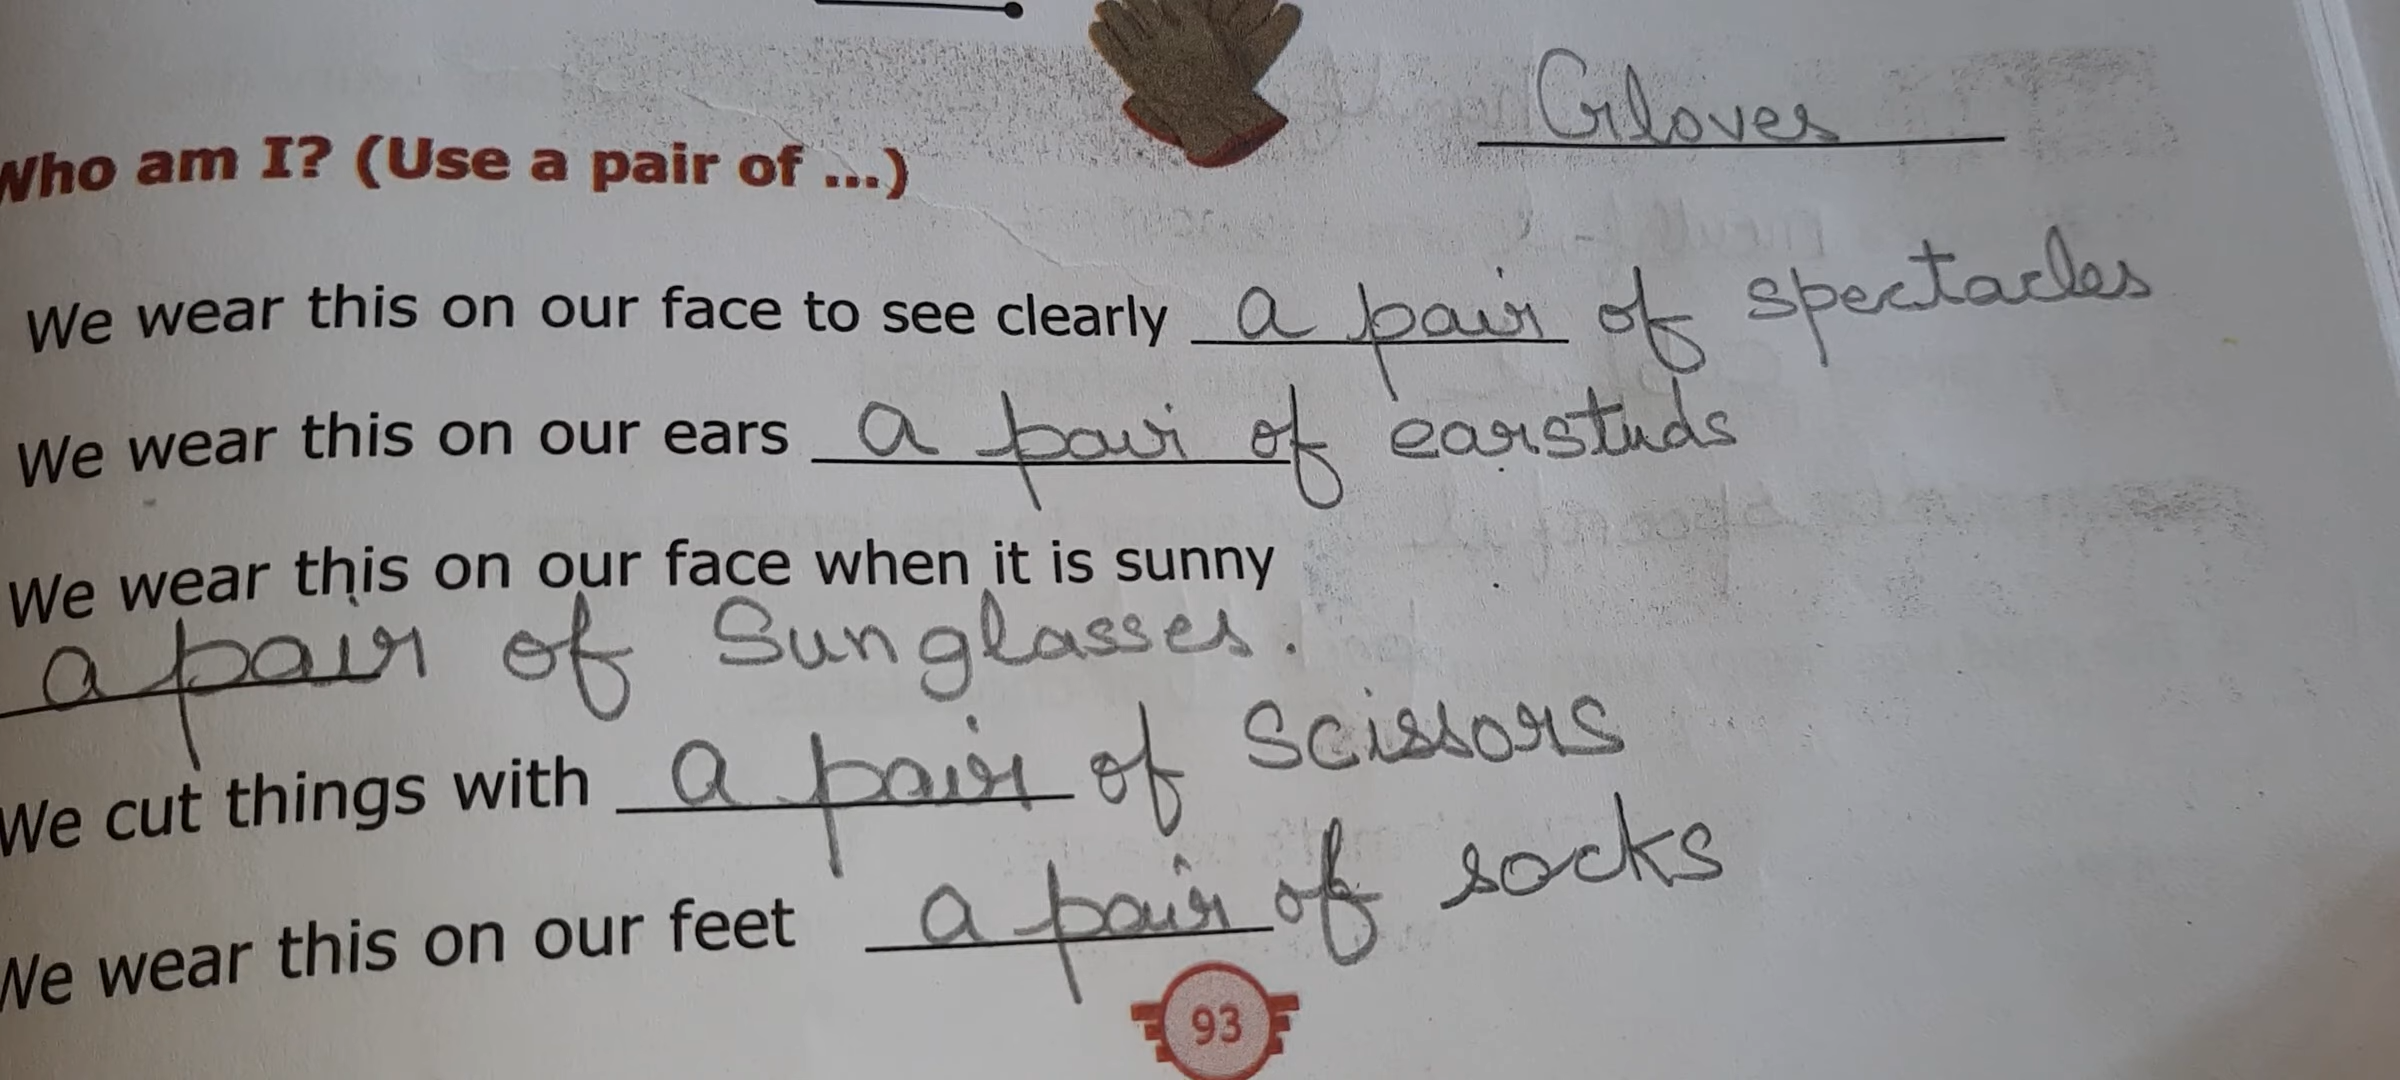 Gloves
Who am I? (Use a pair of ...)
We wear this on our face to see clearly a pair of spectacles
We wear this on our ears a pair of earstuds
We wear this on our face when it is sunny
a pair of Sunglasses.
We cut things with a pair of scissors
We wear this on our feet a pair of socks
93